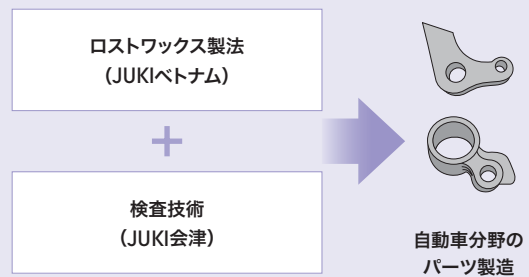 ロストワックス製法
（JUKIベトナム）
+
検査技術
（JUKI会津）
自動車分野の
パーツ製造